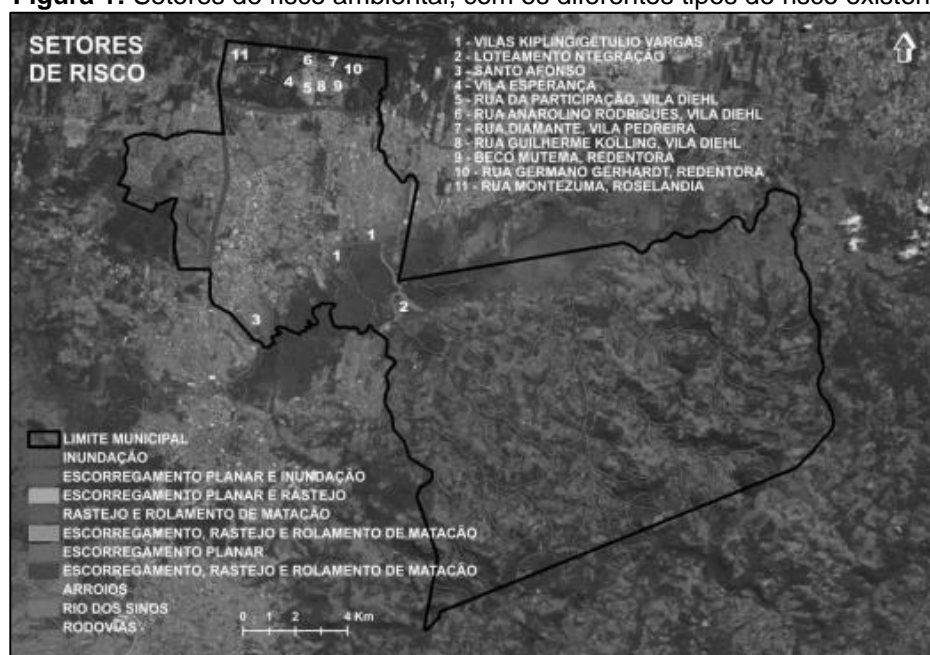 Figura 1. Setores de risco ambiental, com os diferentes tipos de risco existen
SETORES
DE RISCO
1 - VILAS KIPLING/GETULIO VARGAS
2 - LOTEAMENTO NTEGRAÇÃO
3 - SANTO AFONSO
4 - VILA ESPERANÇA
5 - RUA DA PARTICIPAÇÃO, VILA DIEHL
6 - RUA ANAROLINO RODRIGUES, VILA DIEHL
7 - RUA DIAMANTE, VILA PEDREIRA
8 - RUA GUILHERME KOLLING, VILA DIEHL
9 - BECO MUTEMA, REDENTORA
10 - RUA GERMANO GERHARDT, REDENTORA
11 - RUA MONTEZUMA, ROSELANDIA
11
6
7
10
4
5
8
9
1
1
2
3
LIMITE MUNICIPAL
INUNDAÇÃO
ESCORREGAMENTO PLANAR E INUNDAÇÃO
ESCORREGAMENTO PLANAR E RASTEJO
RASTEJO E ROLAMENTO DE MATACÃO
ESCORREGAMENTO, RASTEJO E ROLAMENTO DE MATACÃO
ESCORREGAMENTO PLANAR
ESCORREGAMENTO, RASTEJO E ROLAMENTO DE MATACÃO
ARROIOS
RIO DOS SINOS
RODOVIAS
0 1 2 4 Km